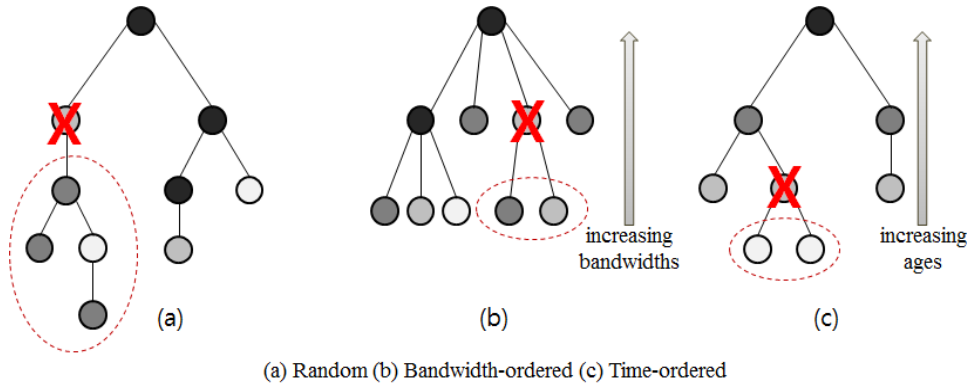 increasing
bandwidths
increasing
ages
(a)
(b)
(c)
(a) Random (b) Bandwidth-ordered (c) Time-ordered